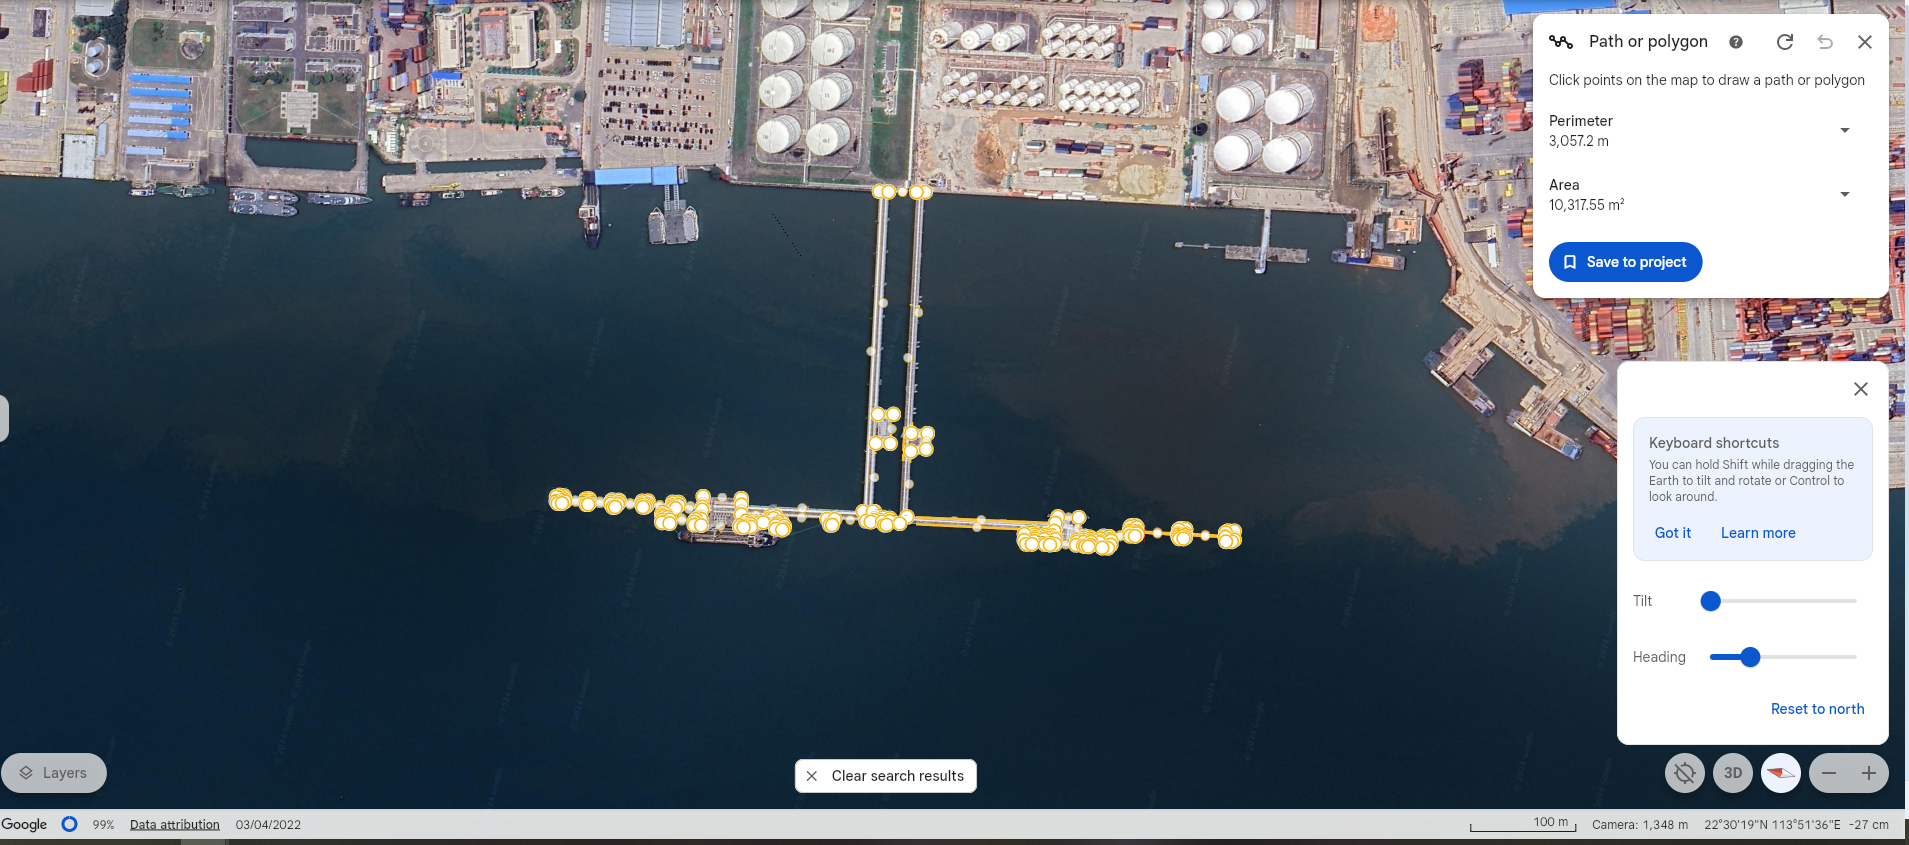 Path or polygon
Click points on the map to draw a path or polygon
Perimeter
3,057.2 m
Area
10,317.55 m²
Save to project
Keyboard shortcuts
You can hold Shift while dragging the
Earth to tilt and rotate or Control to
look around.
Got it
Learn more
Tilt
Heading
Reset to north
Layers
Clear search results
3D
Google
99%
Data attribution
03/04/2022
100 m
Camera: 1,348 m
22°30'19"N 113°51'36"E
-27 cm